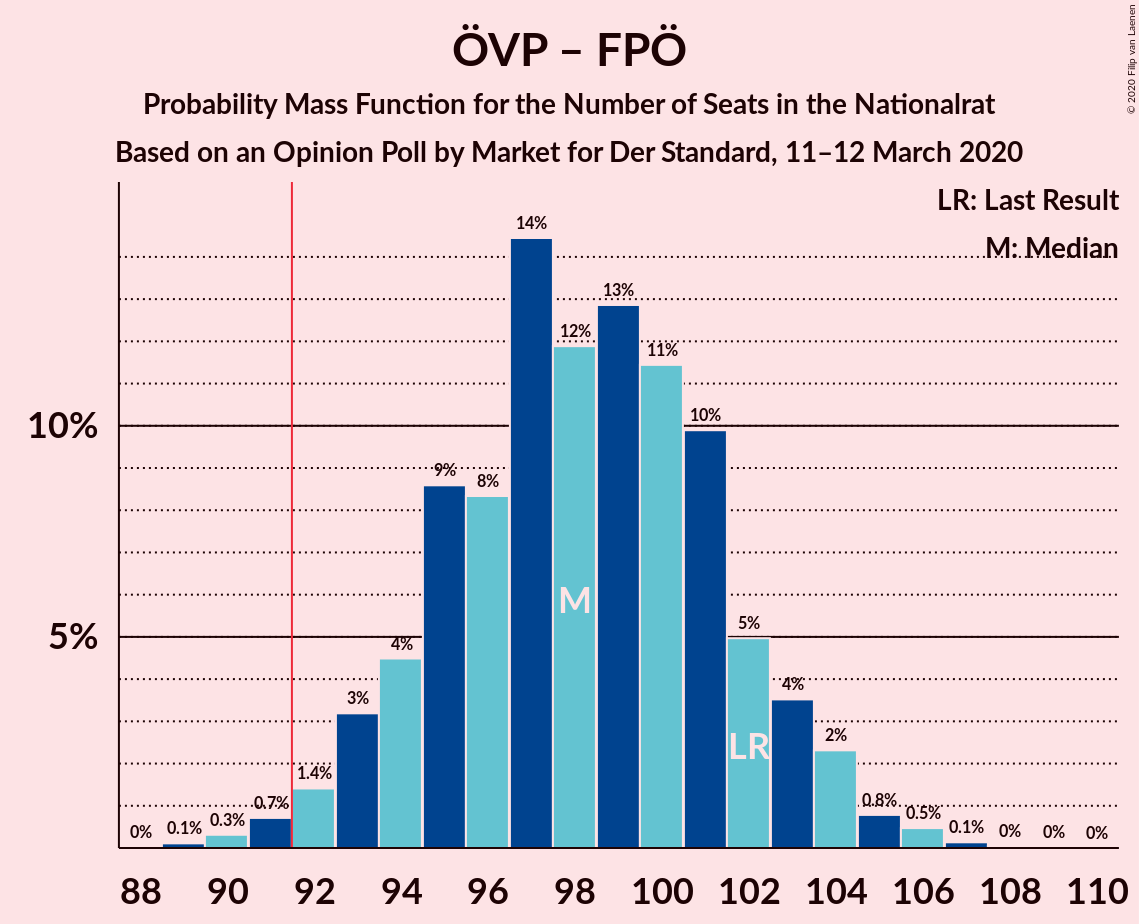 ÖVP – FPÖ
Probability Mass Function for the Number of Seats in the Nationalrat
Based on an Opinion Poll by Market for Der Standard, 11–12 March 2020
© 2020 Filip van Laenen
LR: Last Result
M: Median
10%
5%
0%
0.1%
0.3%
0.7%
1.4%
3%
4%
9%
8%
14%
12%
13%
11%
10%
5%
4%
2%
0.8%
0.5%
0.1%
0%
0%
0%
M
LR
88 90 92 94 96 98 100 102 104 106 108 110